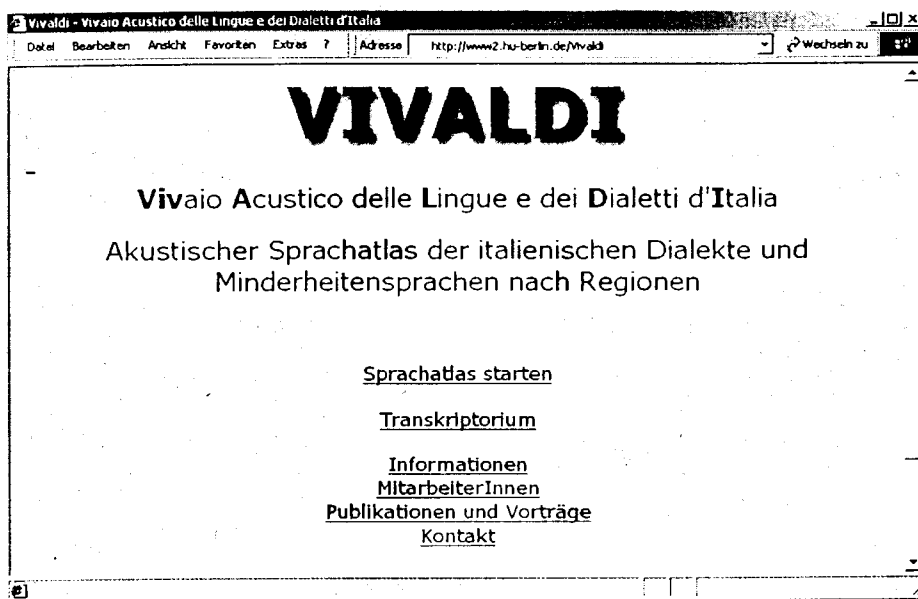 Vivaldi - Vivaio Acustico delle Lingue e dei Dialetti d'Italia
Datei Bearbeiten Ansicht Favoriten Extras ? Adresse http://www2.hu-berlin.de/Vivaldi Wechseln zu
VIVALDI
Vivaio Acustico delle Lingue e dei Dialetti d'Italia
Akustischer Sprachatlas der italienischen Dialekte und
Minderheitensprachen nach Regionen
Sprachatlas starten
Transkriptorium
Informationen
MitarbeiterInnen
Publikationen und Vorträge
Kontakt